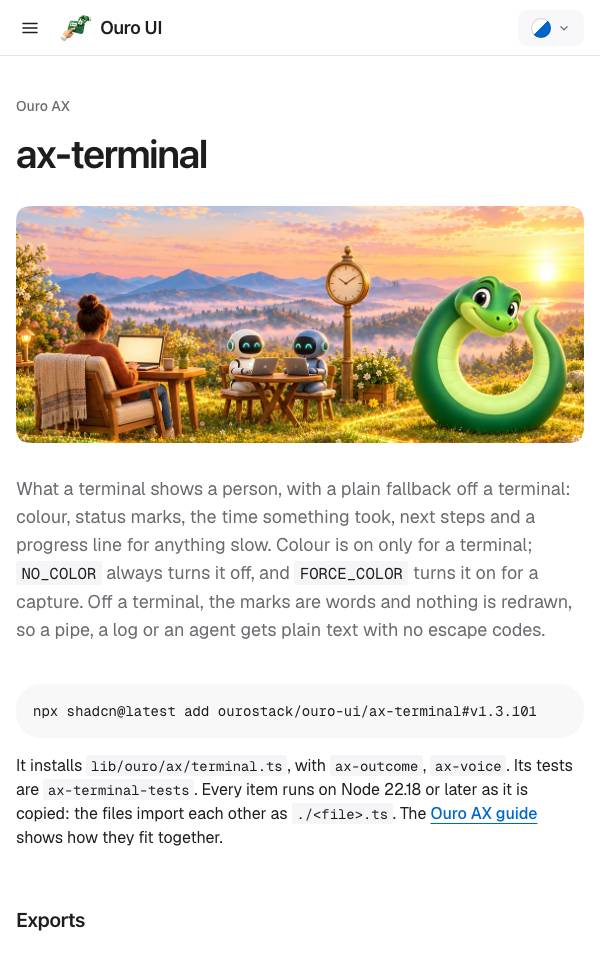 Ouro UI
Ouro AX
ax-terminal
What a terminal shows a person, with a plain fallback off a terminal:
colour, status marks, the time something took, next steps and a
progress line for anything slow. Colour is on only for a terminal;
NO_COLOR always turns it off, and FORCE_COLOR turns it on for a
capture. Off a terminal, the marks are words and nothing is redrawn,
so a pipe, a log or an agent gets plain text with no escape codes.
npx shadcn@latest add ourostack/ouro-ui/ax-terminal#v1.3.101
It installs lib/ouro/ax/terminal.ts, with ax-outcome, ax-voice. Its tests
are ax-terminal-tests. Every item runs on Node 22.18 or later as it is
copied: the files import each other as ./<file>.ts. The Ouro AX guide
shows how they fit together.
Exports